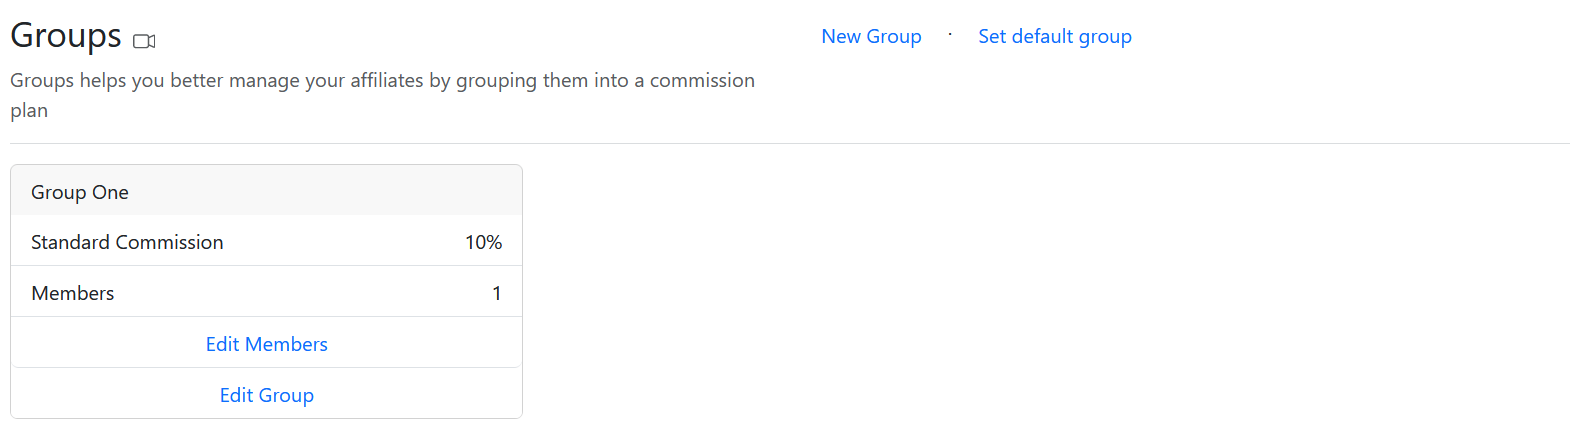 Groups
New Group · Set default group
Groups helps you better manage your affiliates by grouping them into a commission
plan
Group One
Standard Commission 10%
Members 1
Edit Members
Edit Group